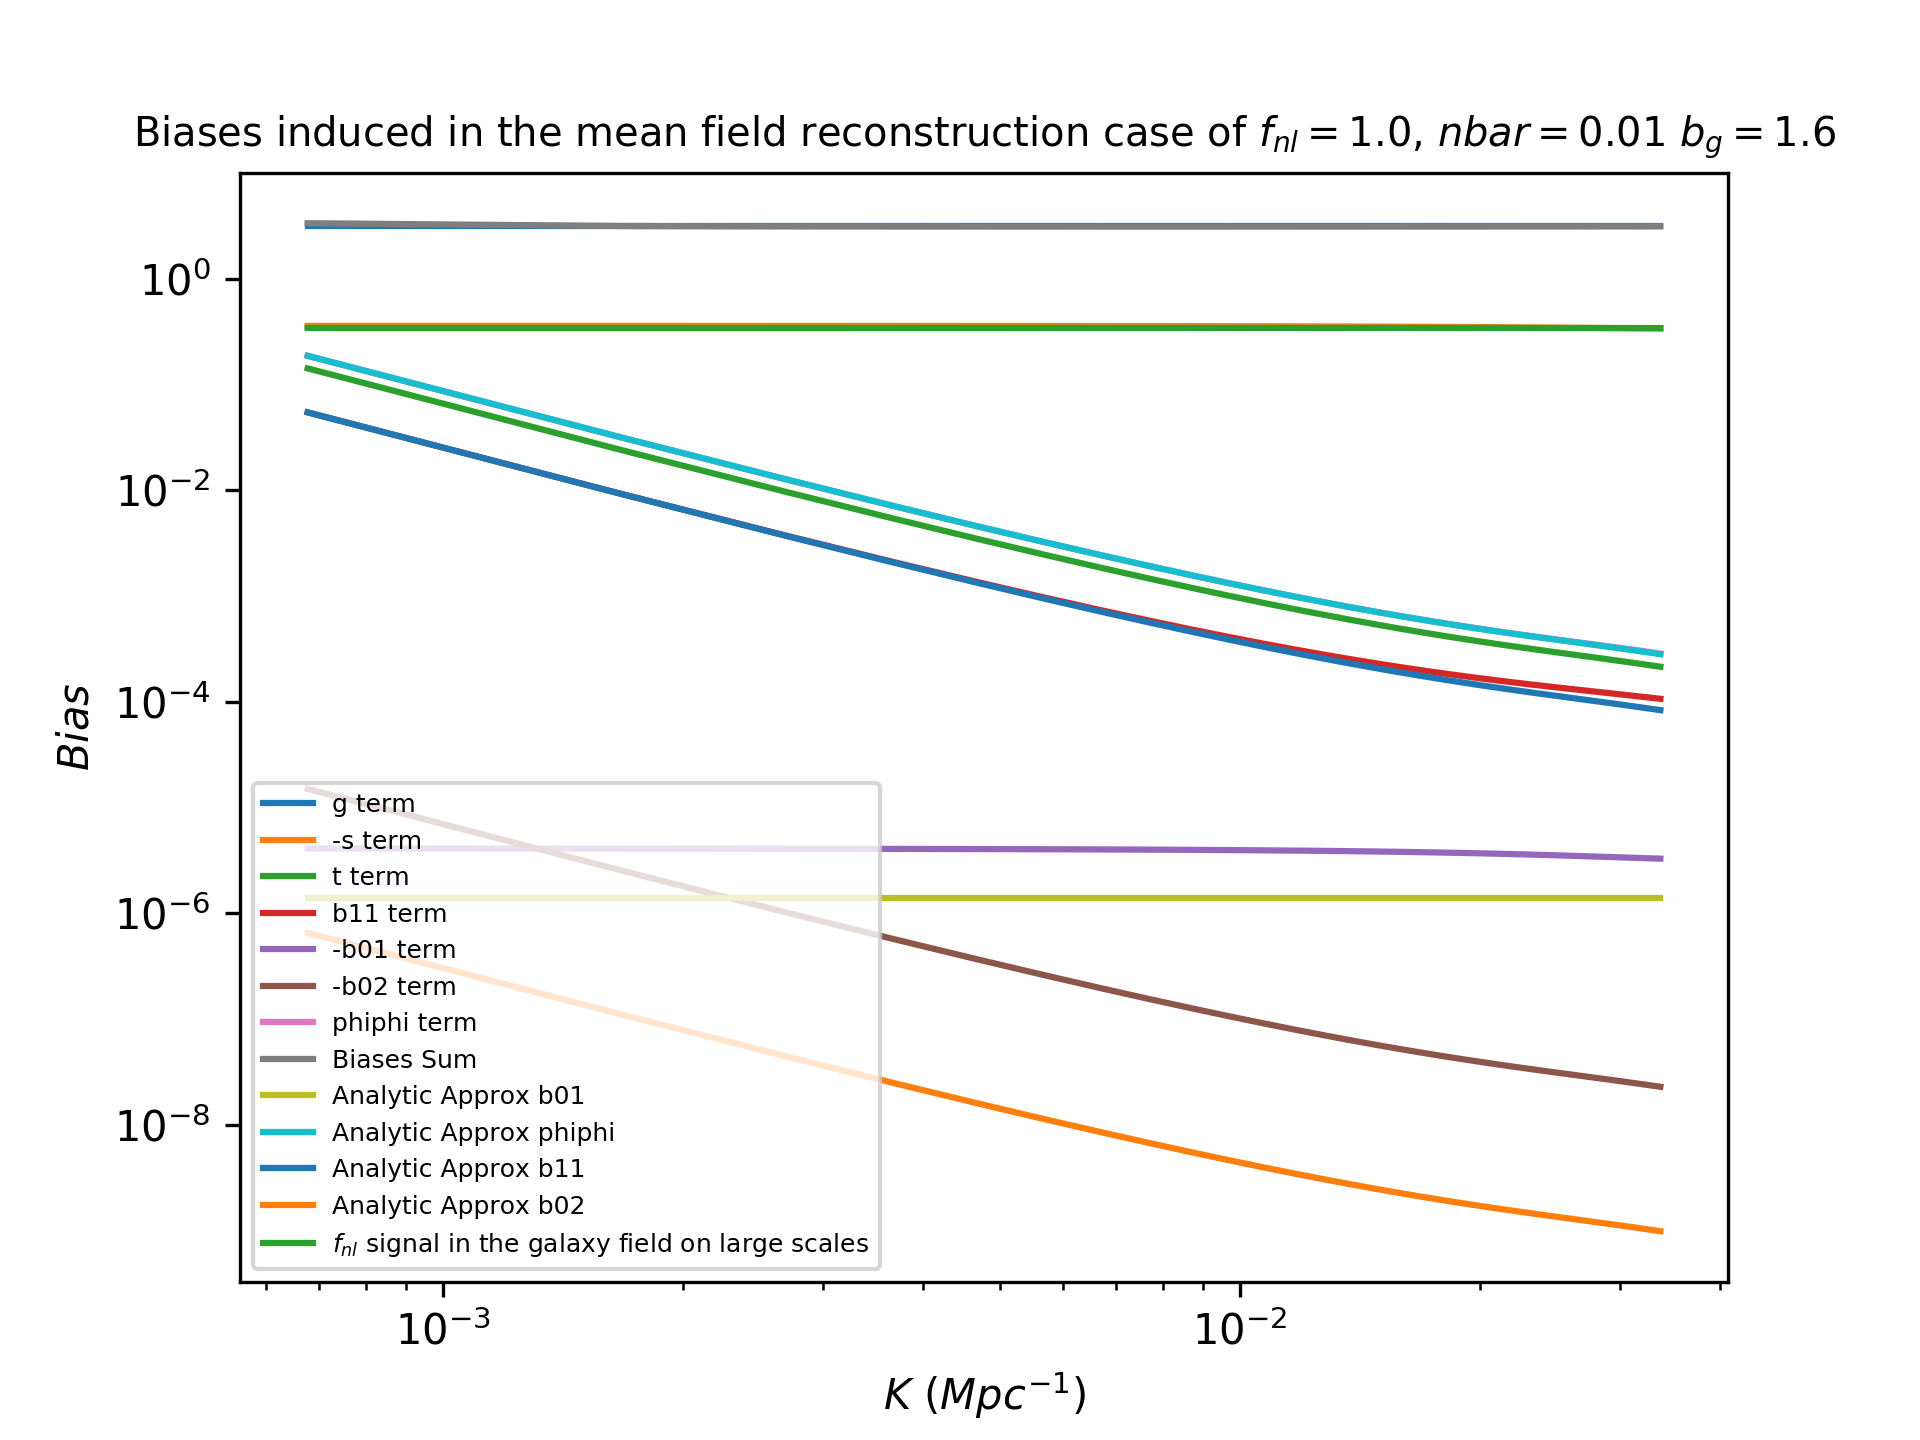 Biases induced in the mean field reconstruction case of $f_{nl} = 1.0$, $nbar = 0.01$ $b_g = 1.6$
10⁰
10⁻²
10⁻⁴
10⁻⁶
10⁻⁸
Bias
g term
-s term
t term
b11 term
-b01 term
-b02 term
phiphi term
Biases Sum
Analytic Approx b01
Analytic Approx phiphi
Analytic Approx b11
Analytic Approx b02
$f_{nl}$ signal in the galaxy field on large scales
10⁻³ 10⁻²
K (Mpc⁻¹)